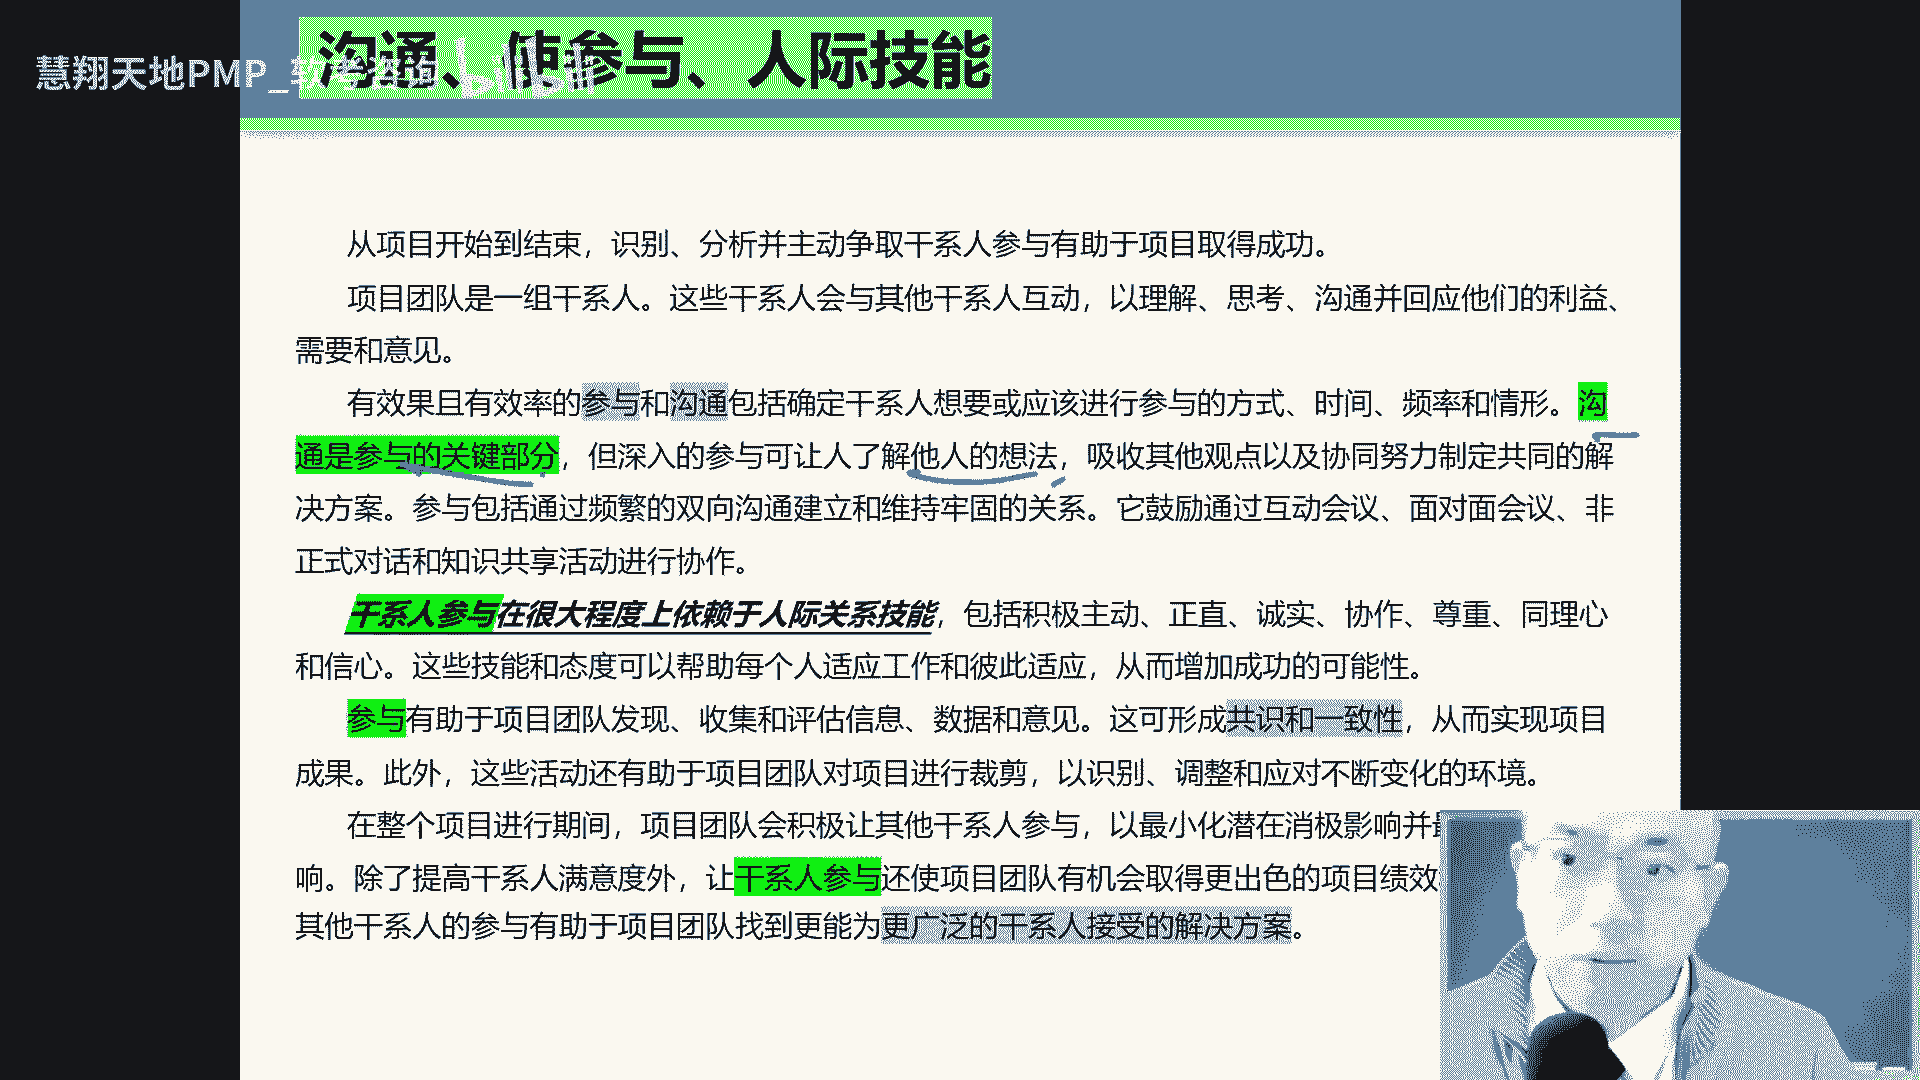 沟通、使参与、人际技能
慧翔天地PMP_软考咨询
从项目开始到结束，识别、分析并主动争取干系人参与有助于项目取得成功。
项目团队是一组干系人。这些干系人会与其他干系人互动，以理解、思考、沟通并回应他们的利益、
需要和意见。
有效果且有效率的参与和沟通包括确定干系人想要或应该进行参与的方式、时间、频率和情形。沟
通是参与的关键部分，但深入的参与可让人了解他人的想法，吸收其他观点以及协同努力制定共同的解
决方案。参与包括通过频繁的双向沟通建立和维持牢固的关系。它鼓励通过互动会议、面对面会议、非
正式对话和知识共享活动进行协作。
干系人参与在很大程度上依赖于人际关系技能，包括积极主动、正直、诚实、协作、尊重、同理心
和信心。这些技能和态度可以帮助每个人适应工作和彼此适应，从而增加成功的可能性。
参与有助于项目团队发现、收集和评估信息、数据和意见。这可形成共识和一致性，从而实现项目
成果。此外，这些活动还有助于项目团队对项目进行裁剪，以识别、调整和应对不断变化的环境。
在整个项目进行期间，项目团队会积极让其他干系人参与，以最小化潜在消极影响并
响。除了提高干系人满意度外，让干系人参与还使项目团队有机会取得更出色的项目绩效
其他干系人的参与有助于项目团队找到更能为更广泛的干系人接受的解决方案。